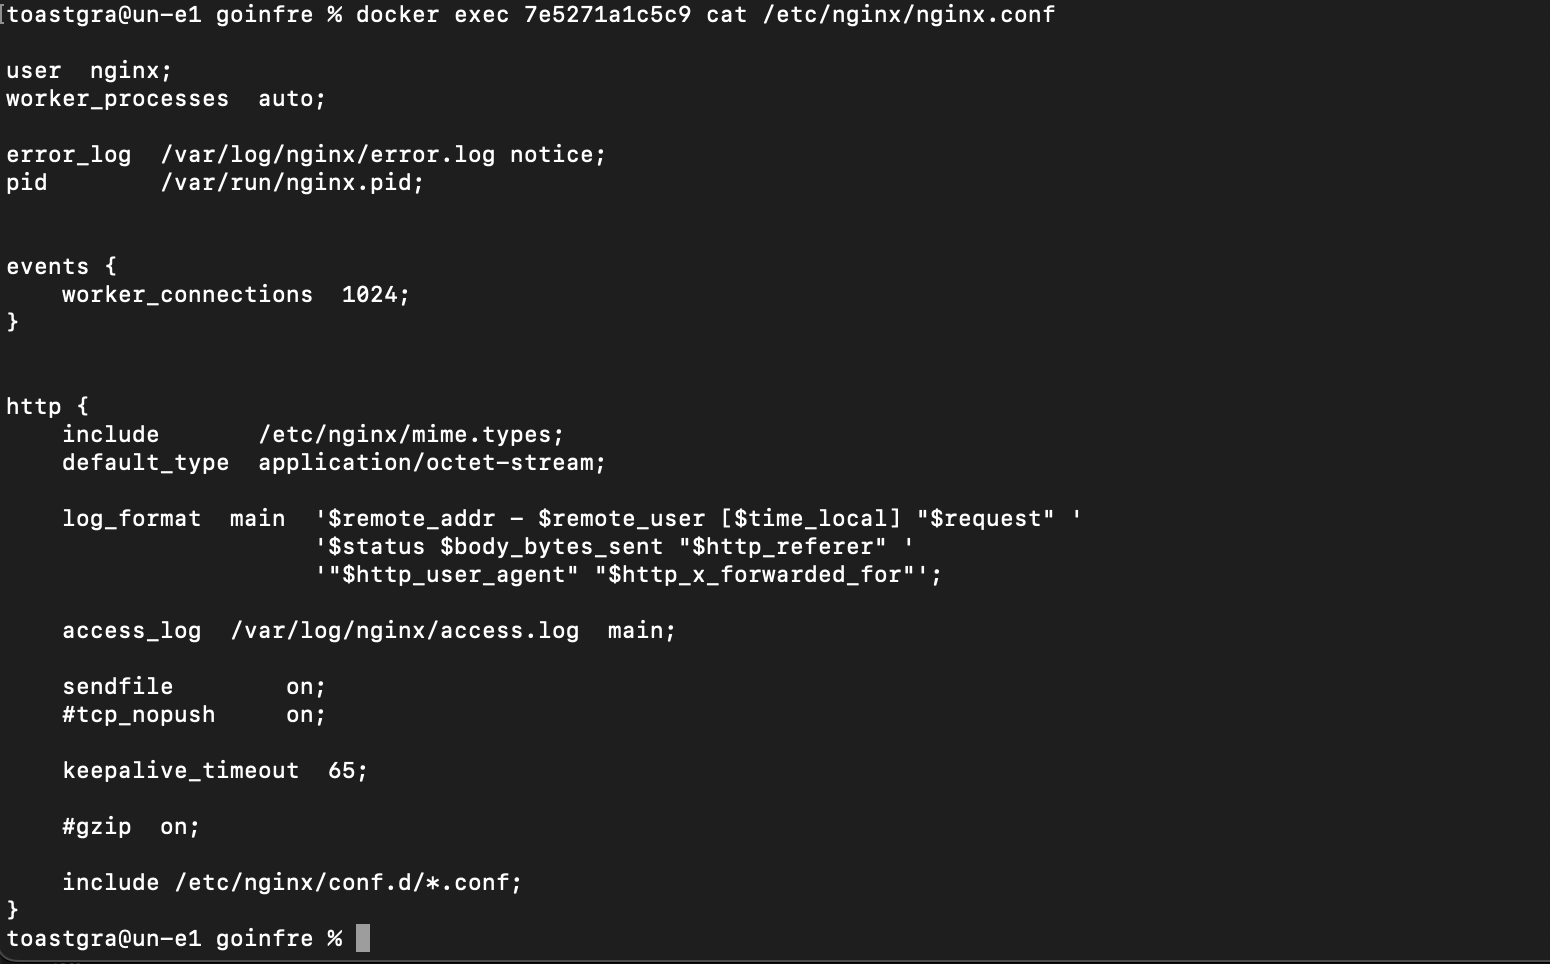 toastgra@un-e1 goinfre % docker exec 7e5271a1c5c9 cat /etc/nginx/nginx.conf
user  nginx;
worker_processes  auto;
error_log  /var/log/nginx/error.log notice;
pid        /var/run/nginx.pid;
events {
    worker_connections  1024;
}
http {
    include       /etc/nginx/mime.types;
    default_type  application/octet-stream;
    log_format  main  '$remote_addr - $remote_user [$time_local] "$request" '
                      '$status $body_bytes_sent "$http_referer" '
                      '"$http_user_agent" "$http_x_forwarded_for"';
    access_log  /var/log/nginx/access.log  main;
    sendfile        on;
    #tcp_nopush     on;
    keepalive_timeout  65;
    #gzip  on;
    include /etc/nginx/conf.d/*.conf;
}
toastgra@un-e1 goinfre %